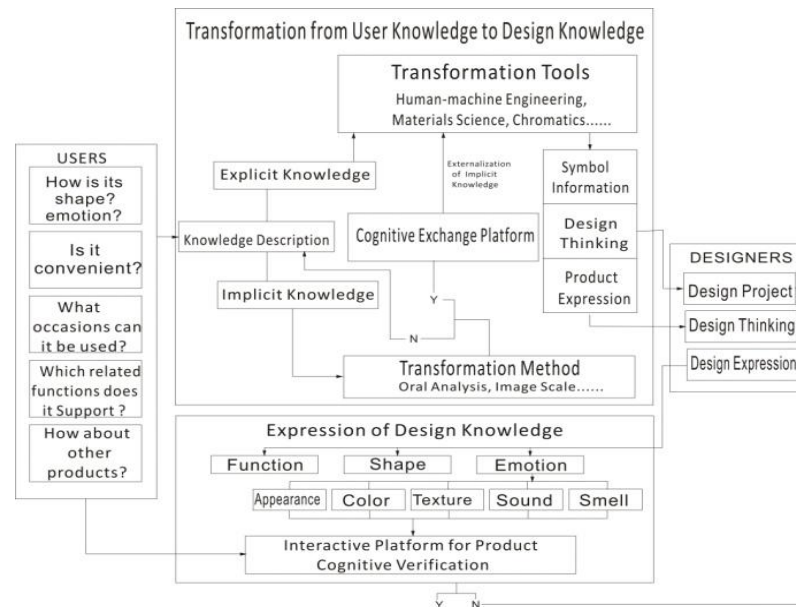 Transformation from User Knowledge to Design Knowledge
Transformation Tools
Human-machine Engineering,
Materials Science, Chromatics......
USERS
How is its
shape?
emotion?
Is it
convenient?
What
occasions can
it be used?
Which related
functions does
it Support ?
How about
other
products?
Explicit Knowledge
Externalization
of Implicit
Knowledge
Knowledge Description
Cognitive Exchange Platform
Implicit Knowledge
Y
N
Transformation Method
Oral Analysis, Image Scale......
Symbol
Information
Design
Thinking
Product
Expression
DESIGNERS
Design Project
Design Thinking
Design Expression
Expression of Design Knowledge
Function
Shape
Emotion
Appearance
Color
Texture
Sound
Smell
Interactive Platform for Product
Cognitive Verification
Y N